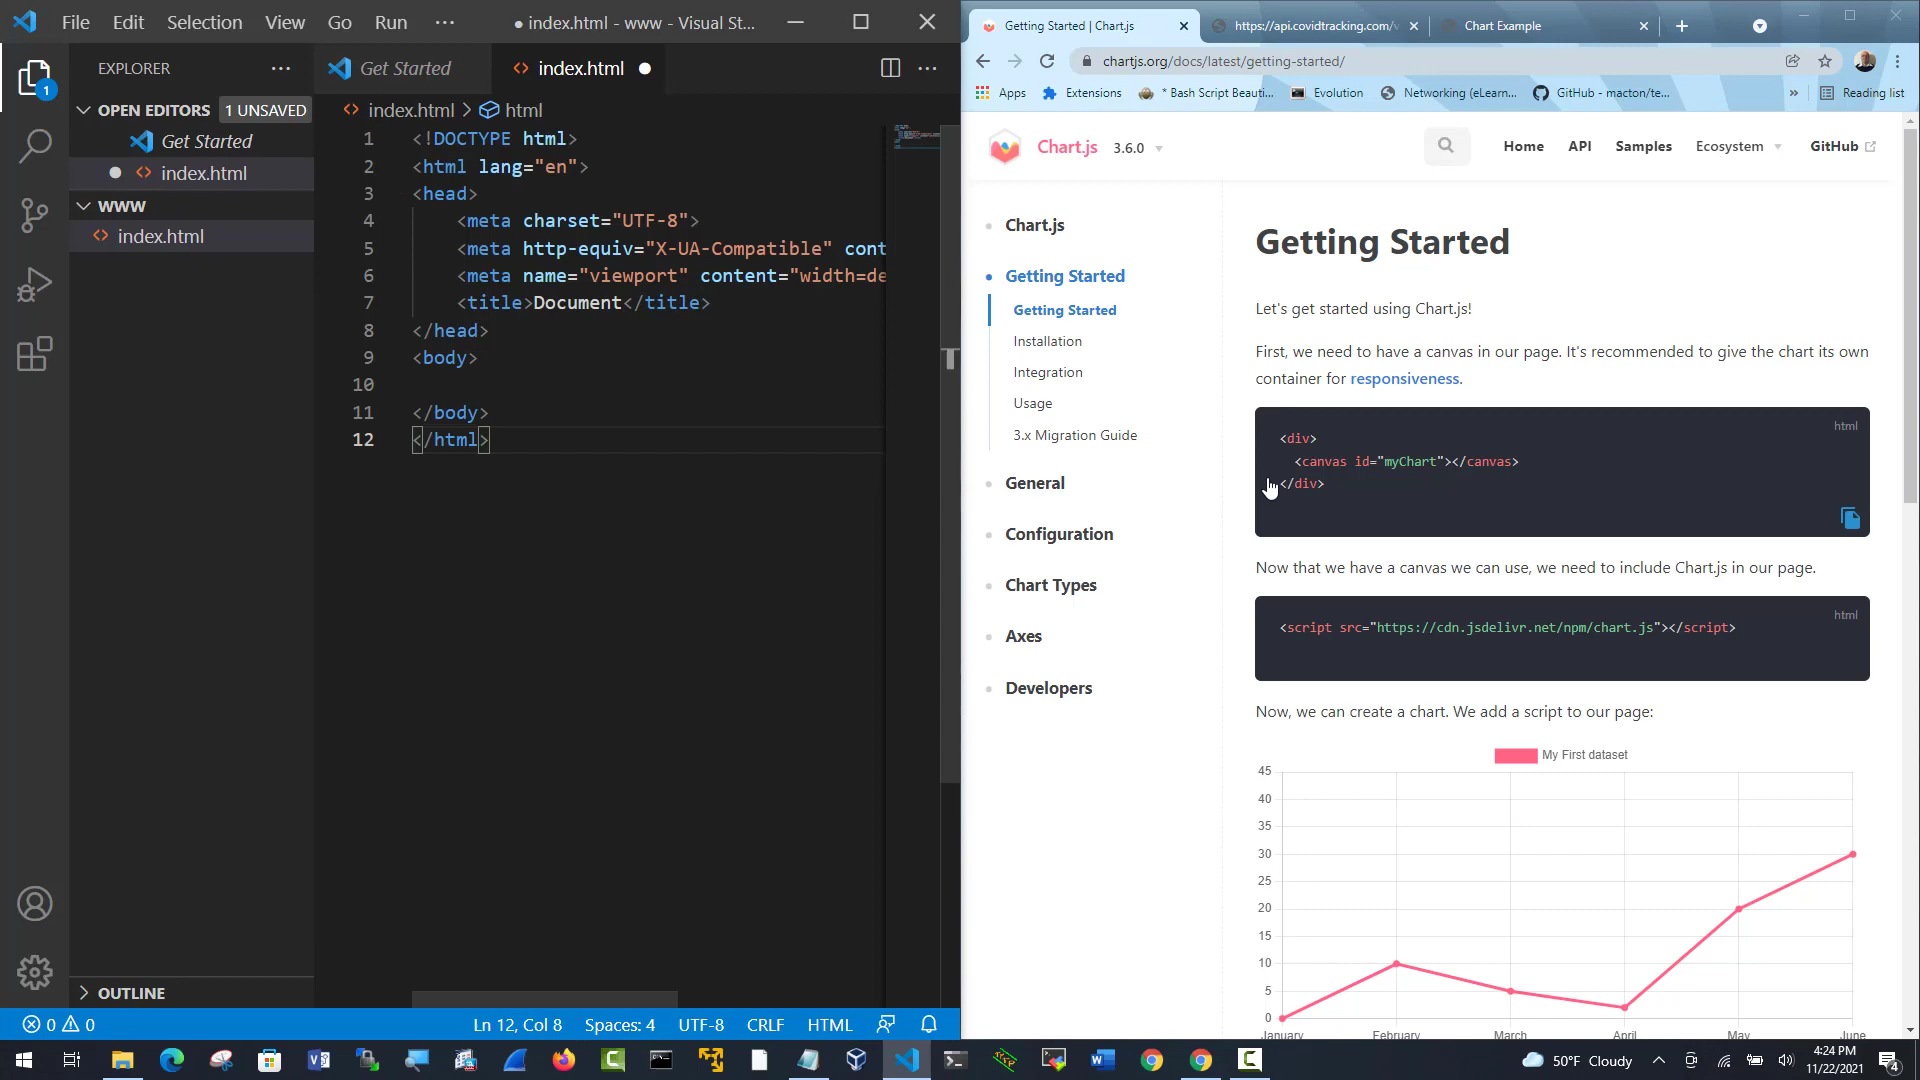 File Edit Selection View Go Run ··· ● index.html - www - Visual St...
EXPLORER ···
OPEN EDITORS 1 UNSAVED
Get Started
index.html
WWW
index.html
OUTLINE
1
Get Started
index.html
index.html > html
1 <!DOCTYPE html>
2 <html lang="en">
3 <head>
4 <meta charset="UTF-8">
5 <meta http-equiv="X-UA-Compatible" cont
6 <meta name="viewport" content="width=de
7 <title>Document</title>
8 </head>
9 <body>
10
11 </body>
12 </html>
0 0 Ln 12, Col 8 Spaces: 4 UTF-8 CRLF HTML
Getting Started | Chart.js
https://api.covidtracking.com/
Chart Example
chartjs.org/docs/latest/getting-started/
Apps Extensions * Bash Script Beauti... Evolution Networking (eLearn... GitHub - macton/te... » Reading list
Chart.js 3.6.0 Home API Samples Ecosystem GitHub
Chart.js
Getting Started
Getting Started
Installation
Integration
Usage
3.x Migration Guide
General
Configuration
Chart Types
Axes
Developers
Getting Started
Let's get started using Chart.js!
First, we need to have a canvas in our page. It's recommended to give the chart its own
container for responsiveness.
html
<div>
<canvas id="myChart"></canvas>
</div>
Now that we have a canvas we can use, we need to include Chart.js in our page.
html
<script src="https://cdn.jsdelivr.net/npm/chart.js"></script>
Now, we can create a chart. We add a script to our page:
My First dataset
45
40
35
30
25
20
15
10
5
0
January February March April May June
50°F Cloudy
4:24 PM
11/22/2021
4